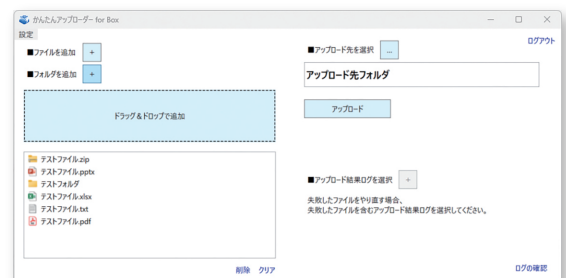 かんたんアップローダー for Box
設定
ログアウト
■ファイルを追加 +
■フォルダを追加 +
ドラッグ&ドロップで追加
テストファイル.zip
テストファイル.pptx
テストフォルダ
テストファイル.xlsx
テストファイル.txt
テストファイル.pdf
削除 クリア
■アップロード先を選択 ...
アップロード先フォルダ
アップロード
■アップロード結果ログを選択 +
失敗したファイルをやり直す場合、
失敗したファイルを含むアップロード結果ログを選択してください。
ログの確認